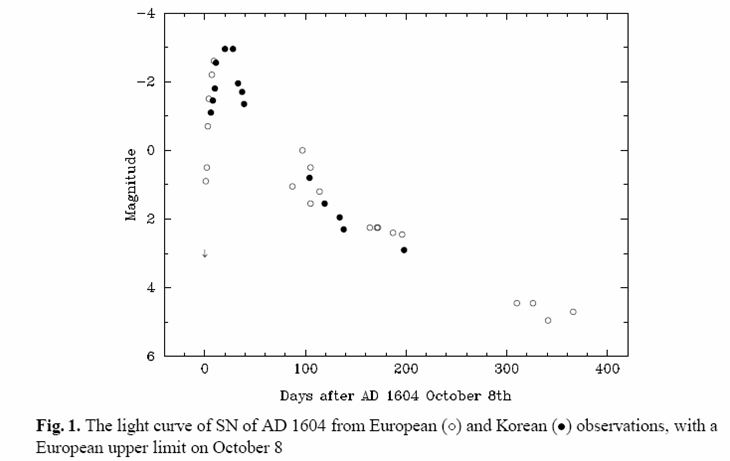 −4
−2
0
2
4
6
Magnitude
0 100 200 300 400
Days after AD 1604 October 8th
Fig. 1. The light curve of SN of AD 1604 from European (○) and Korean (●) observations, with a
European upper limit on October 8